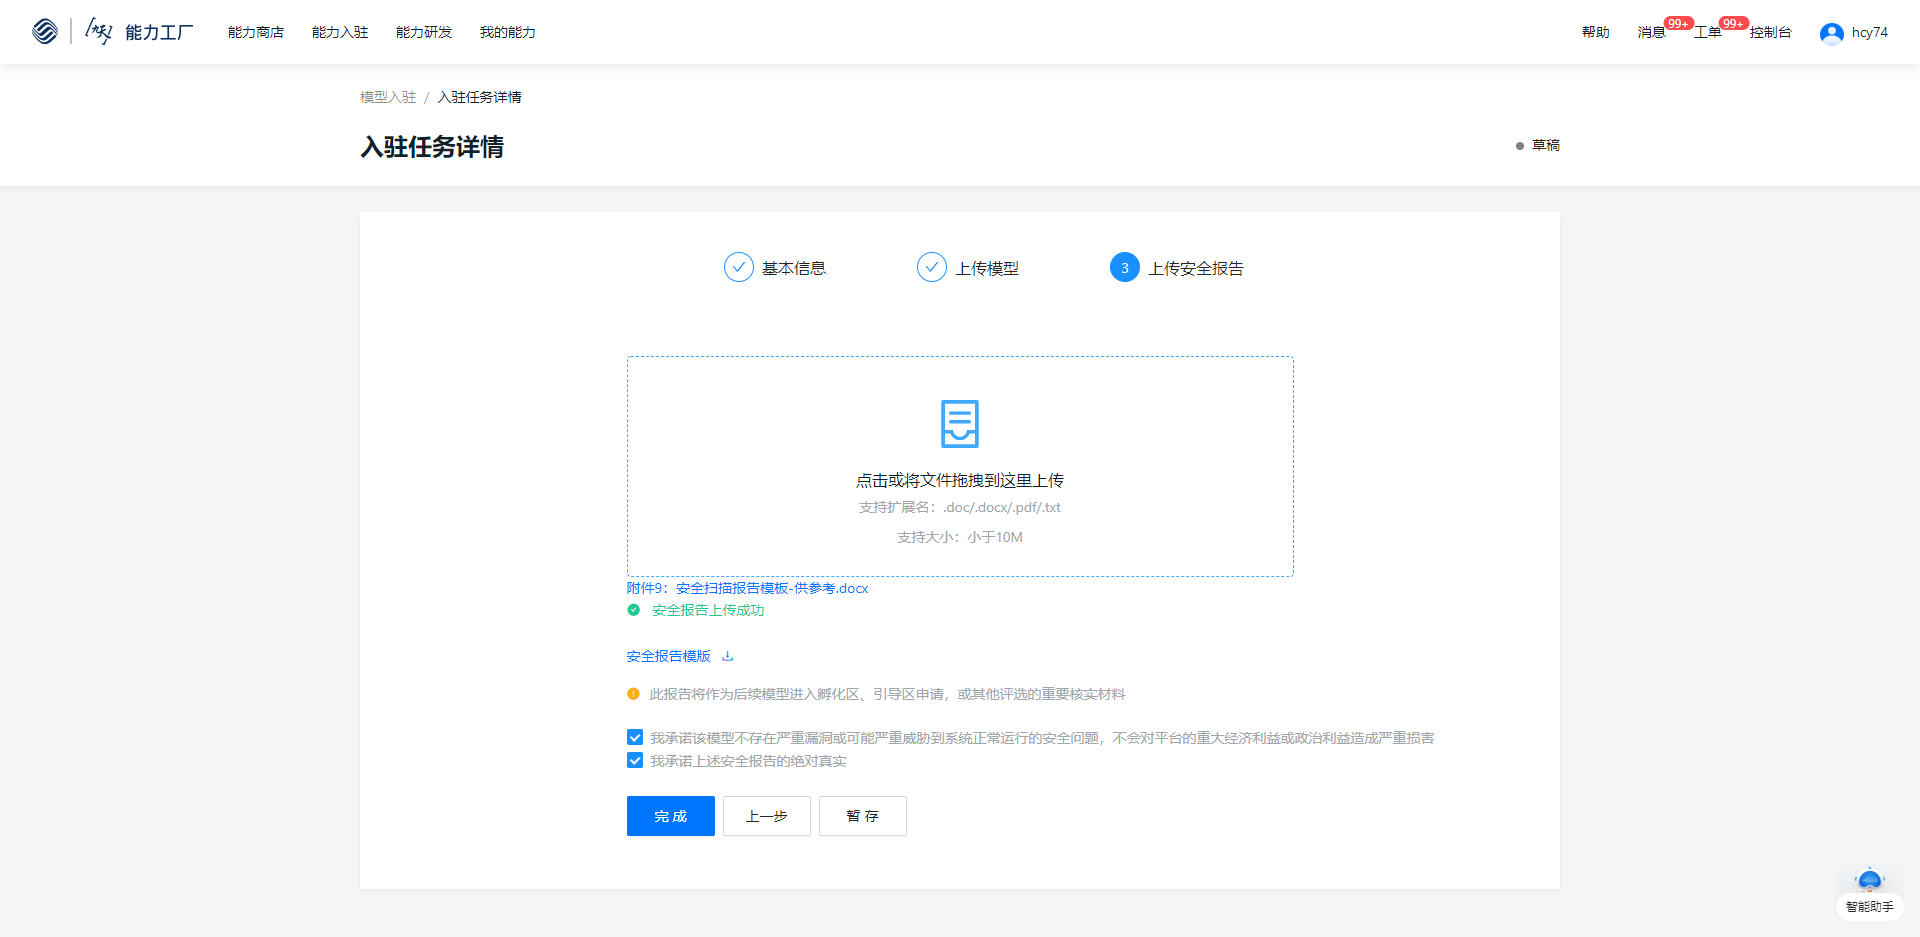 能力工厂
能力商店 能力入驻 能力研发 我的能力
帮助 消息 99+ 工单 99+ 控制台 hcy74
模型入驻 / 入驻任务详情
入驻任务详情
草稿
基本信息 上传模型 3 上传安全报告
点击或将文件拖拽到这里上传
支持扩展名：.doc/.docx/.pdf/.txt
支持大小：小于10M
附件9：安全扫描报告模板-供参考.docx
安全报告上传成功
安全报告模版
此报告将作为后续模型进入孵化区、引导区申请，或其他评选的重要核实材料
我承诺该模型不存在严重漏洞或可能严重威胁到系统正常运行的安全问题，不会对平台的重大经济利益或政治利益造成严重损害
我承诺上述安全报告的绝对真实
完成 上一步 暂存
智能助手